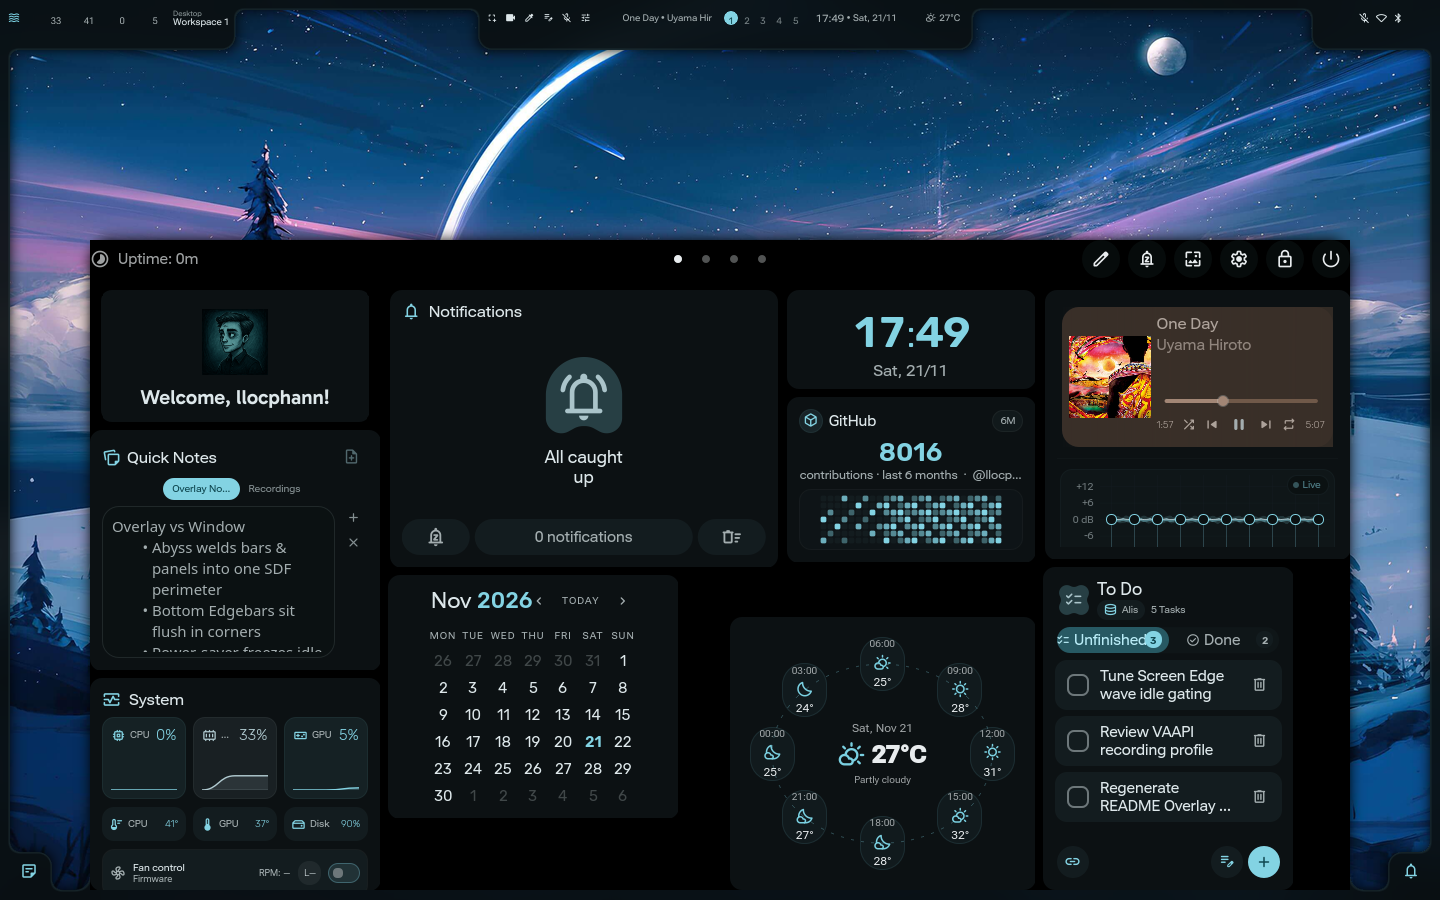 33 41 0 5 Desktop
Workspace 1
One Day • Uyama Hir 1 2 3 4 5 17:49 • Sat, 21/11 27°C
Uptime: 0m
Welcome, llocphann!
Quick Notes
Overlay No... Recordings
Overlay vs Window
• Abyss welds bars &
panels into one SDF
perimeter
• Bottom Edgebars sit
flush in corners
• Power saver freezes idle
System
CPU 0% ... 33% GPU 5%
CPU 41° GPU 37° Disk 90%
Fan control
Firmware
RPM: – L–
Notifications
All caught
up
0 notifications
Nov 2026 TODAY
MON TUE WED THU FRI SAT SUN
26 27 28 29 30 31 1
2 3 4 5 6 7 8
9 10 11 12 13 14 15
16 17 18 19 20 21 22
23 24 25 26 27 28 29
30 1 2 3 4 5 6
17:49
Sat, 21/11
GitHub 6M
8016
contributions · last 6 months · @llocp...
06:00
25°
03:00
24°
09:00
28°
00:00
25°
Sat, Nov 21
27°C
Partly cloudy
12:00
31°
21:00
27°
15:00
32°
18:00
28°
One Day
Uyama Hiroto
1:57 5:07
Live
+12
+6
0 dB
-6
To Do
Alis 5 Tasks
Unfinished 3 Done 2
Tune Screen Edge
wave idle gating
Review VAAPI
recording profile
Regenerate
README Overlay ...